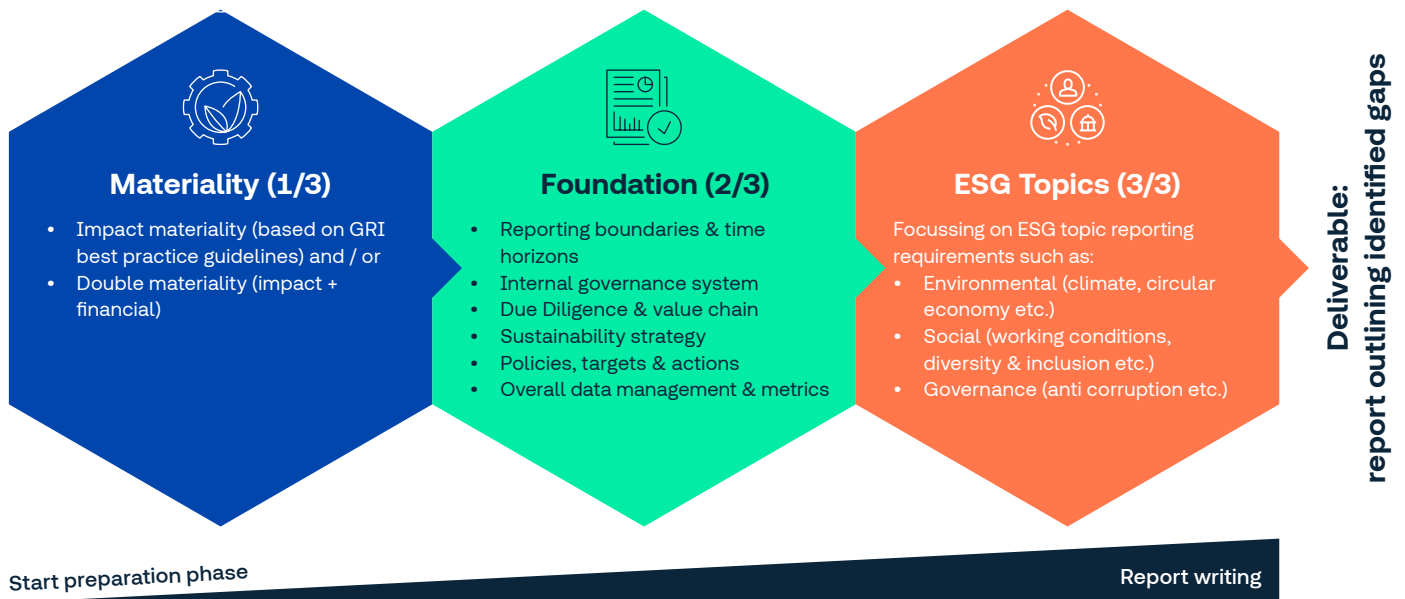 Materiality (1/3)
• Impact materiality (based on GRI
best practice guidelines) and / or
• Double materiality (impact +
financial)
Foundation (2/3)
• Reporting boundaries & time
horizons
• Internal governance system
• Due Diligence & value chain
• Sustainability strategy
• Policies, targets & actions
• Overall data management & metrics
ESG Topics (3/3)
Focussing on ESG topic reporting
requirements such as:
• Environmental (climate, circular
economy etc.)
• Social (working conditions,
diversity & inclusion etc.)
• Governance (anti corruption etc.)
Deliverable:
report outlining identified gaps
Start preparation phase
Report writing